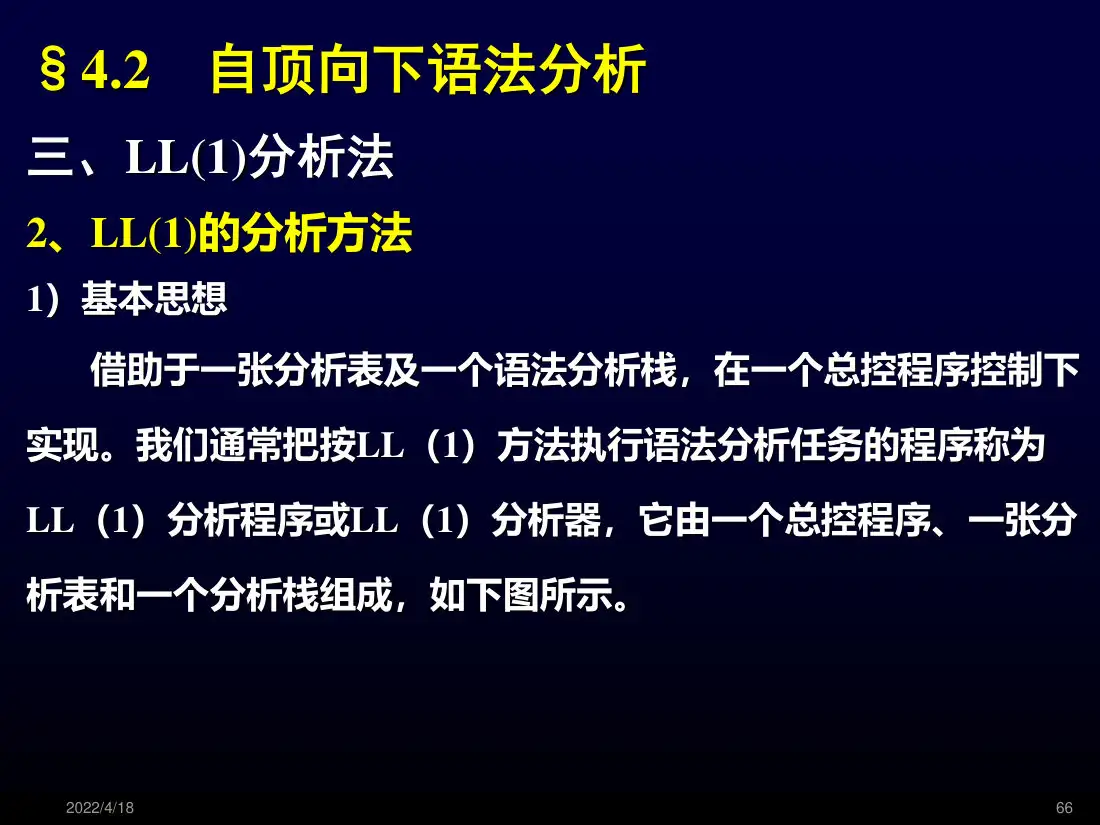 §4.2 自顶向下语法分析
三、LL(1)分析法
2、LL(1)的分析方法
1）基本思想
借助于一张分析表及一个语法分析栈，在一个总控程序控制下
实现。我们通常把按LL（1）方法执行语法分析任务的程序称为
LL（1）分析程序或LL（1）分析器，它由一个总控程序、一张分
析表和一个分析栈组成，如下图所示。
2022/4/18
66